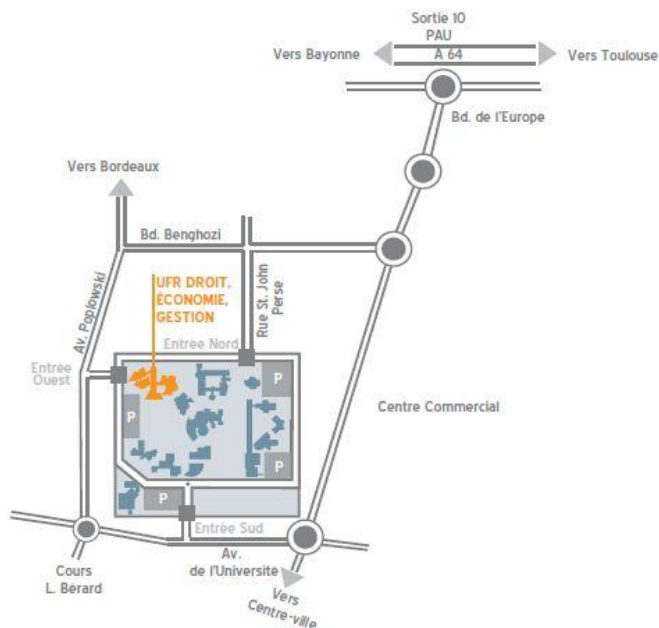 Sortie 10
PAU
Vers Bayonne
A 64
Vers Toulouse
Bd. de l'Europe
Vers Bordeaux
Bd. Benghozi
Av. Poplowski
UFR DROIT,
ÉCONOMIE,
GESTION
Rue St. John
Perse
Entrée Nord
Entrée
Ouest
P
P
Centre Commercial
P
P
Entrée Sud
Av.
de l'Université
Cours
L. Bérard
Vers
Centre-ville